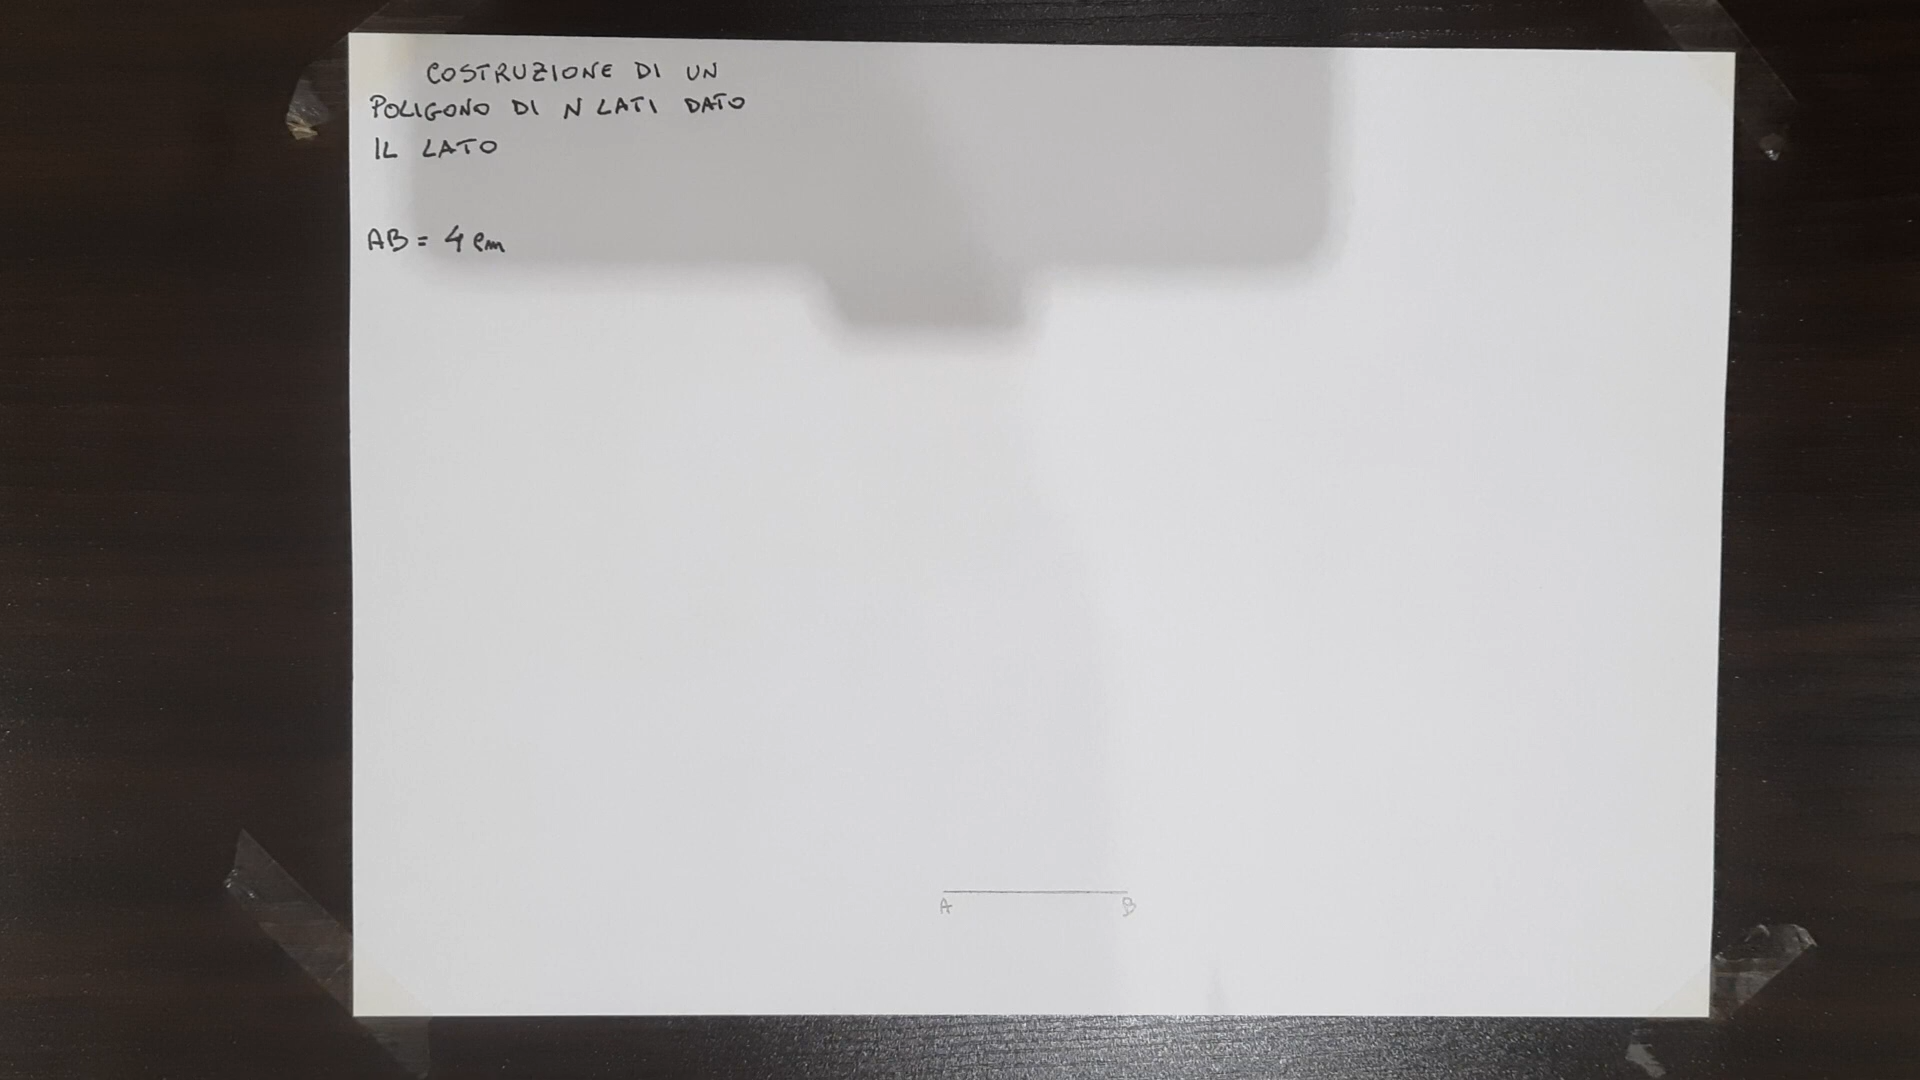 COSTRUZIONE DI UN
POLIGONO DI N LATI DATO
IL LATO
AB = 4 cm
A B